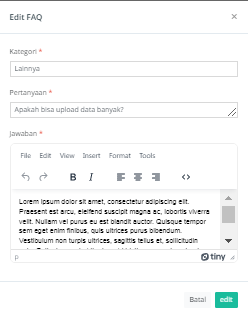 Edit FAQ
Kategori *
Lainnya
Pertanyaan *
Apakah bisa upload data banyak?
Jawaban *
File Edit View Insert Format Tools
B I
Lorem ipsum dolor sit amet, consectetur adipiscing elit.
Praesent est arcu, eleifend suscipit magna ac, lobortis viverra
velit. Nullam vel purus eu est blandit auctor. Quisque tempor
sem eget enim finibus, quis ultrices purus bibendum.
Vestibulum non turpis ultrices, sagittis tellus et, sollicitudin
p tiny
Batal edit